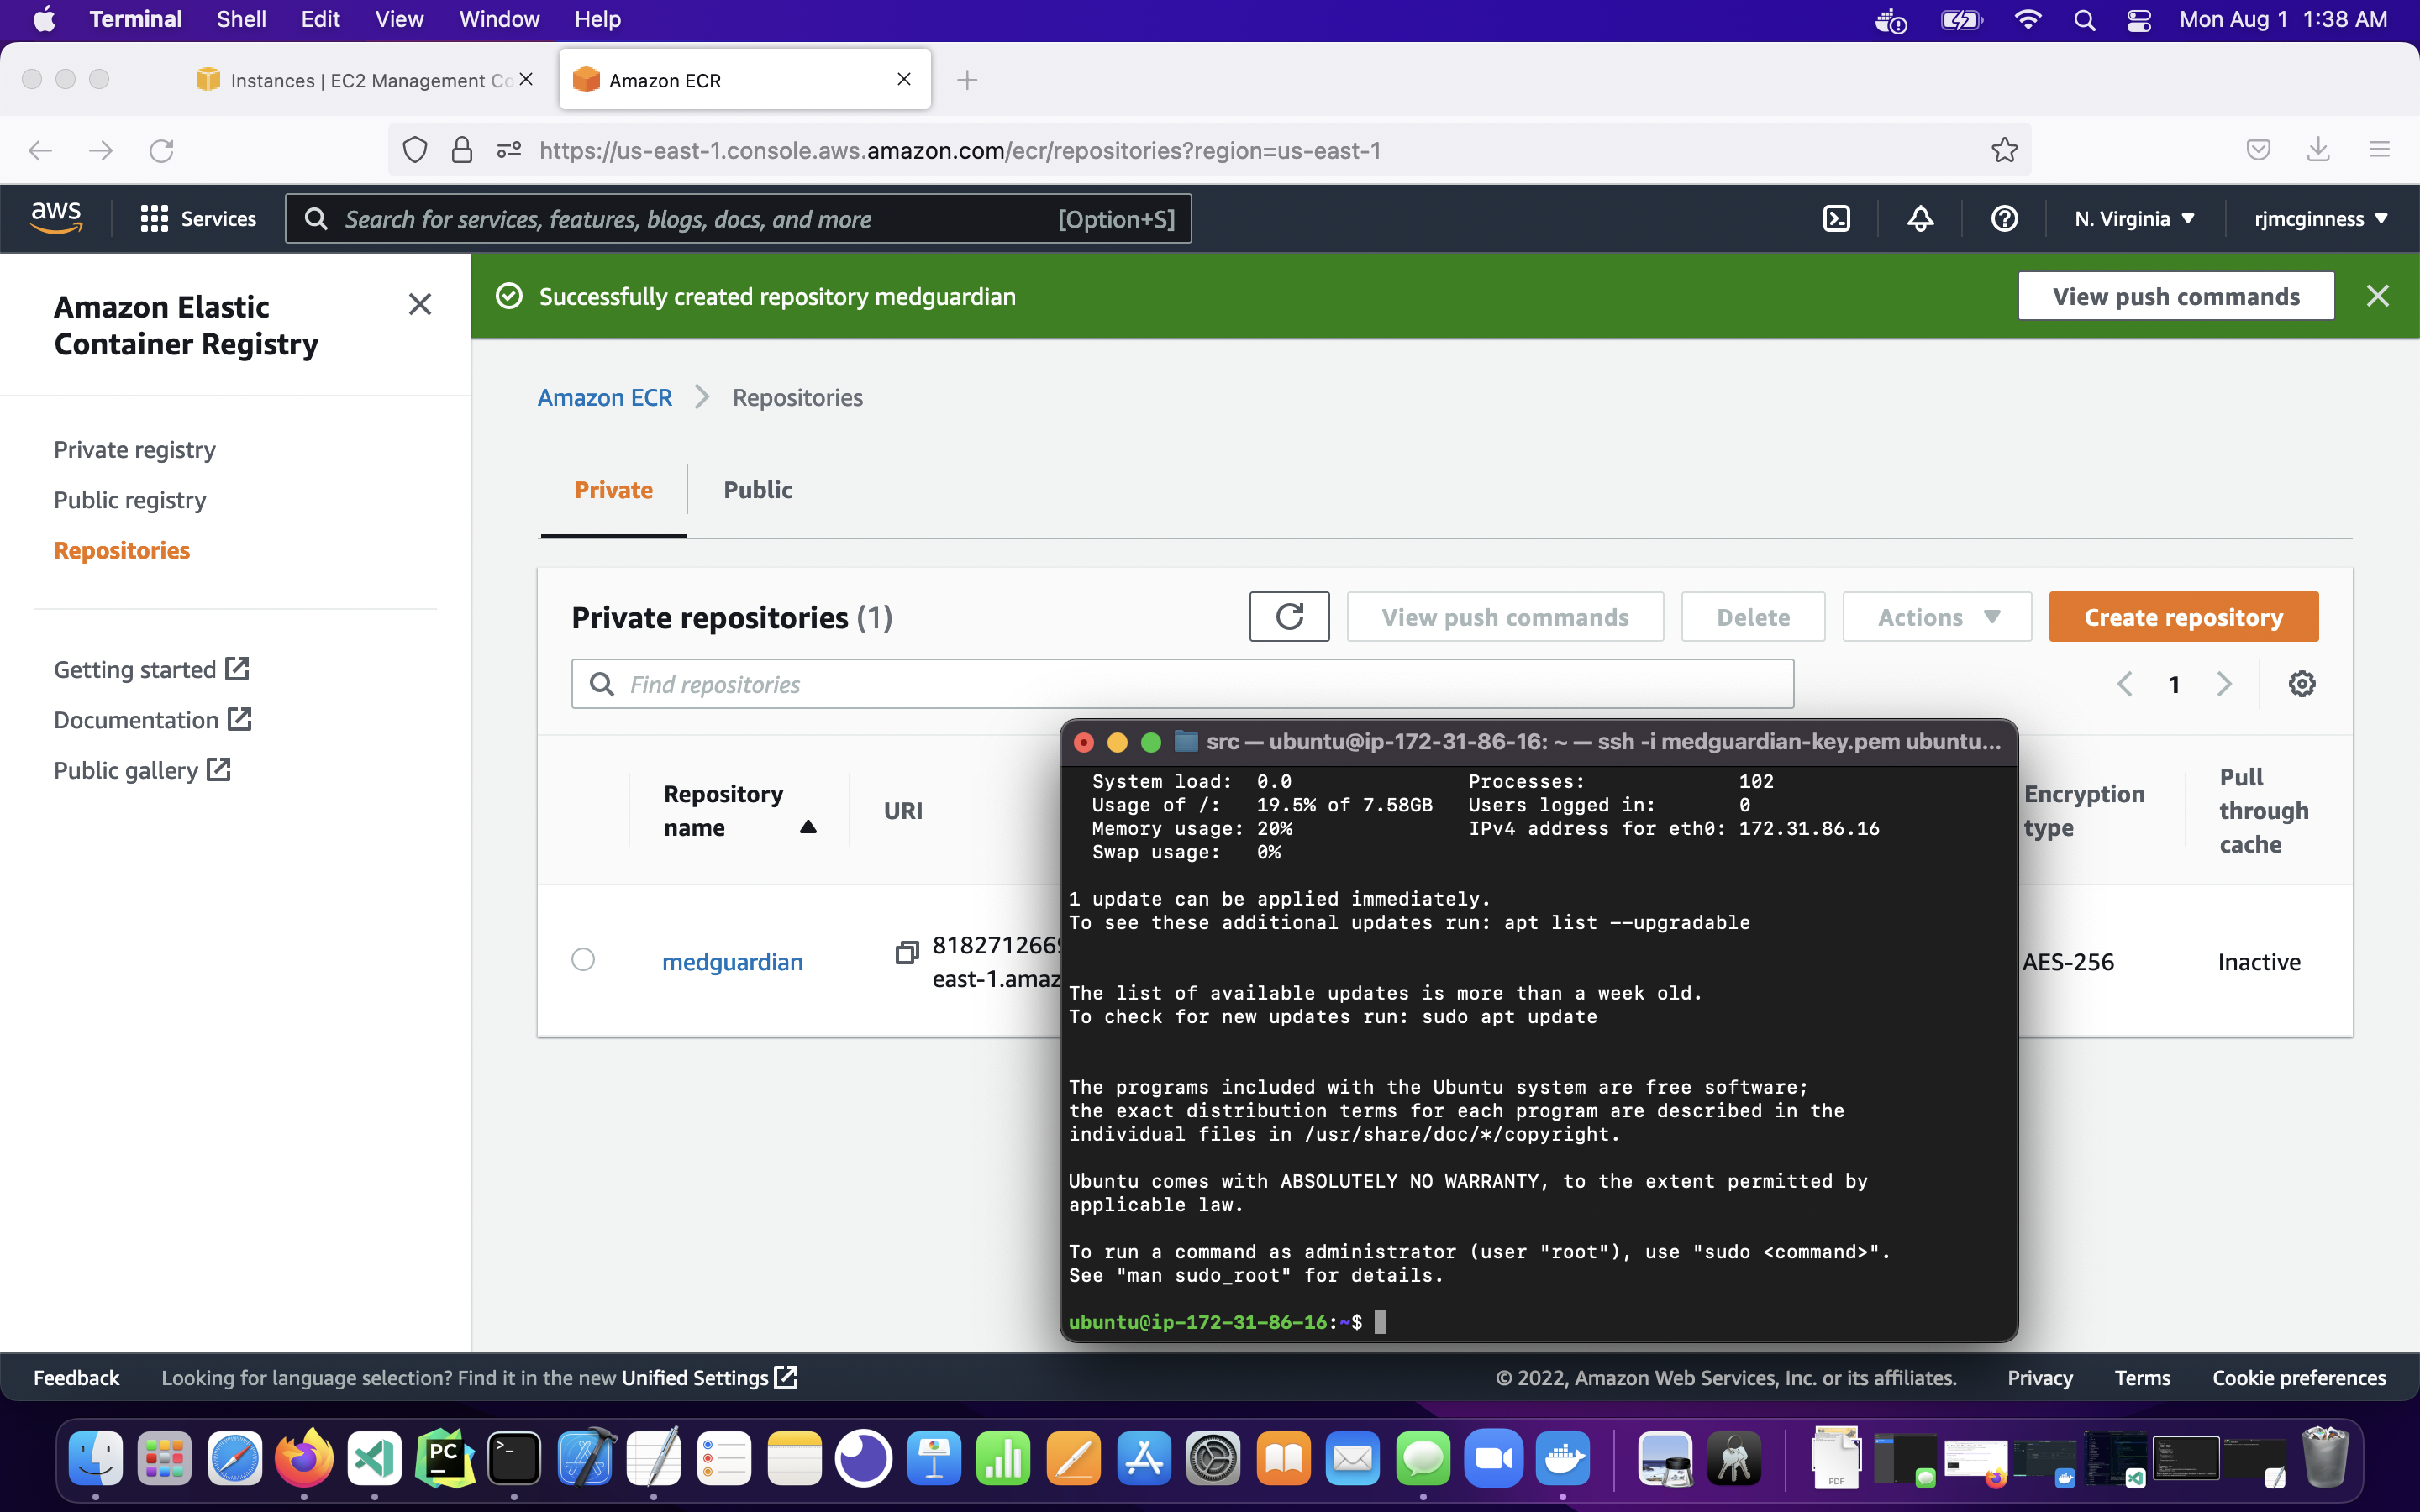 Terminal Shell Edit View Window Help Mon Aug 1 1:38 AM
Instances | EC2 Management Co Amazon ECR
https://us-east-1.console.aws.amazon.com/ecr/repositories?region=us-east-1
aws Services Search for services, features, blogs, docs, and more [Option+S] N. Virginia rjmcginness
Amazon Elastic
Container Registry
Private registry
Public registry
Repositories
Getting started
Documentation
Public gallery
Successfully created repository medguardian View push commands
Amazon ECR Repositories
Private Public
Private repositories (1) View push commands Delete Actions Create repository
Find repositories 1
Repository
name
URI
Encryption
type
Pull
through
cache
medguardian
east-1.amaz
AES-256
Inactive
src — ubuntu@ip-172-31-86-16: ~ — ssh -i medguardian-key.pem ubuntu...
System load: 0.0 Processes: 102
Usage of /: 19.5% of 7.58GB Users logged in: 0
Memory usage: 20% IPv4 address for eth0: 172.31.86.16
Swap usage: 0%
1 update can be applied immediately.
To see these additional updates run: apt list --upgradable
The list of available updates is more than a week old.
To check for new updates run: sudo apt update
The programs included with the Ubuntu system are free software;
the exact distribution terms for each program are described in the
individual files in /usr/share/doc/*/copyright.
Ubuntu comes with ABSOLUTELY NO WARRANTY, to the extent permitted by
applicable law.
To run a command as administrator (user "root"), use "sudo <command>".
See "man sudo_root" for details.
ubuntu@ip-172-31-86-16:~$
Feedback Looking for language selection? Find it in the new Unified Settings © 2022, Amazon Web Services, Inc. or its affiliates. Privacy Terms Cookie preferences
PC
PDF